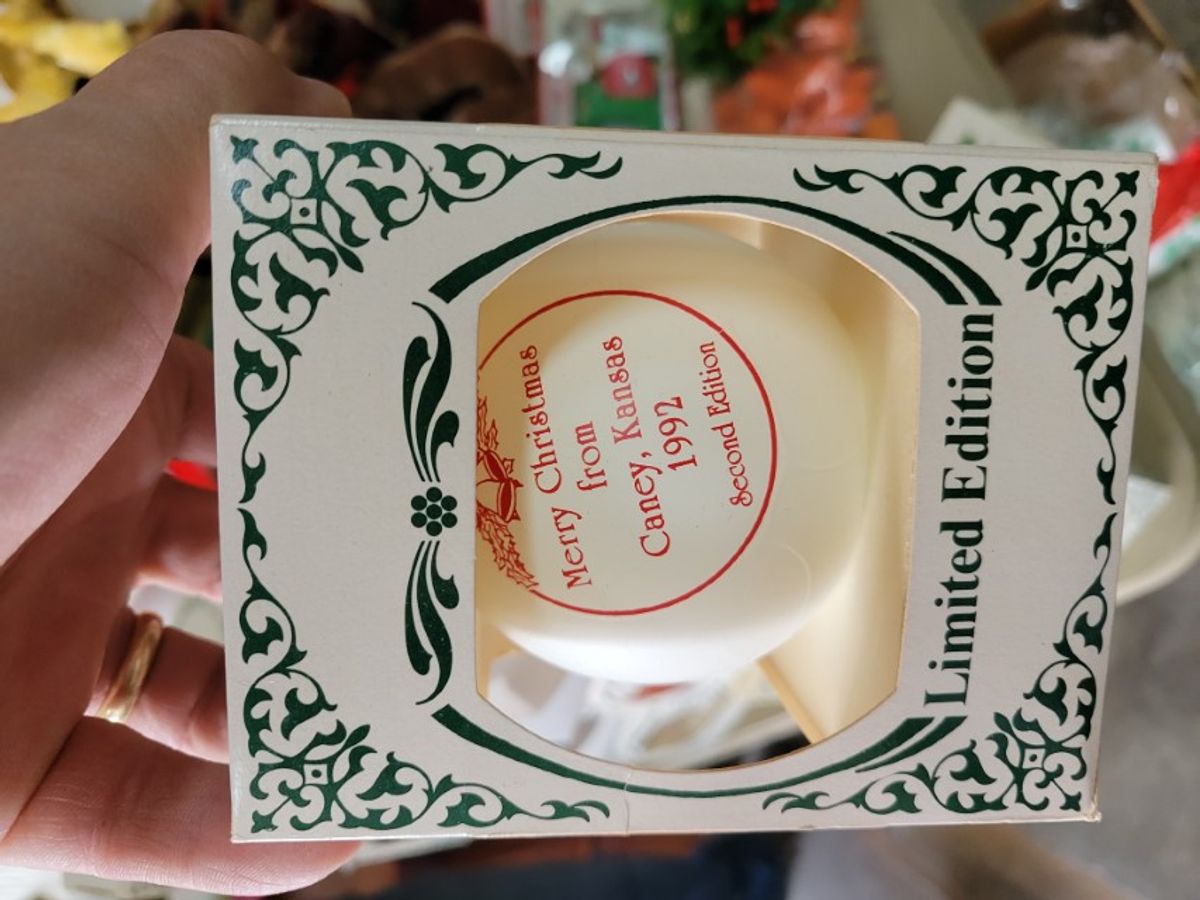 Merry Christmas
from
Caney, Kansas
1992
Second Edition
Limited Edition